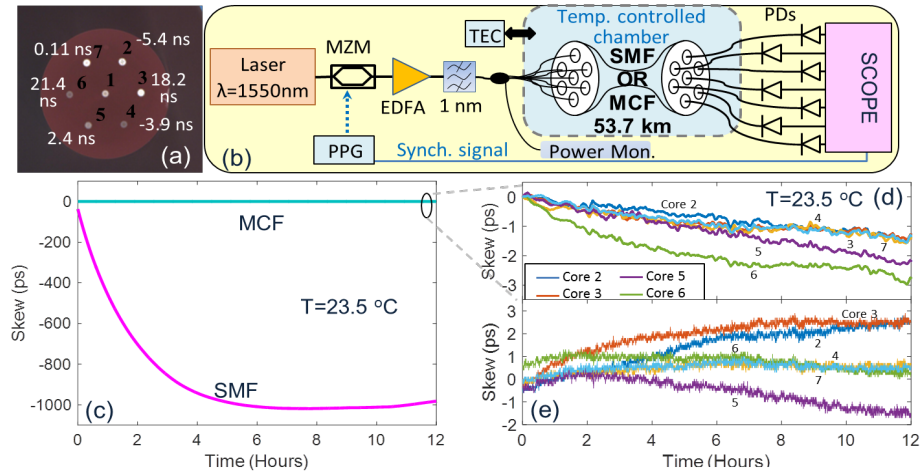 0.11 ns
7
2
-5.4 ns
21.4 ns
6
1
3
18.2 ns
2.4 ns
5
4
-3.9 ns
(a)
Laser
λ=1550nm
MZM
EDFA
1 nm
PPG
Synch. signal
TEC
Temp. controlled
chamber
SMF
OR
MCF
53.7 km
Power Mon.
PDs
SCOPE
(b)
Skew (ps)
0
-200
-400
-600
-800
-1000
MCF
T=23.5 °C
SMF
(c)
0
2
4
6
8
10
12
Time (Hours)
Skew (ps)
0
-1
-2
-3
Core 2
T=23.5 °C
(d)
4
3
7
5
6
Core 2
Core 5
Core 3
Core 6
Skew (ps)
3
2
1
0
-1
-2
Core 3
6
2
4
7
5
(e)
0
2
4
6
8
10
12
Time (Hours)